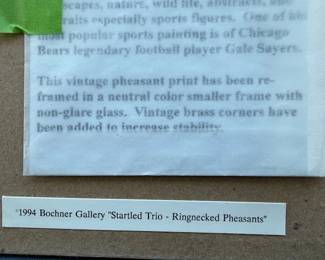 scapes, nature, wild life, abstracts, and
traits especially sports figures. One of his
most popular sports painting is of Chicago
Bears legendary football player Gale Sayers.
This vintage pheasant print has been re-
framed in a neutral color smaller frame with
non-glare glass. Vintage brass corners have
been added to increase stability.
°1994 Bochner Gallery "Startled Trio - Ringnecked Pheasants"